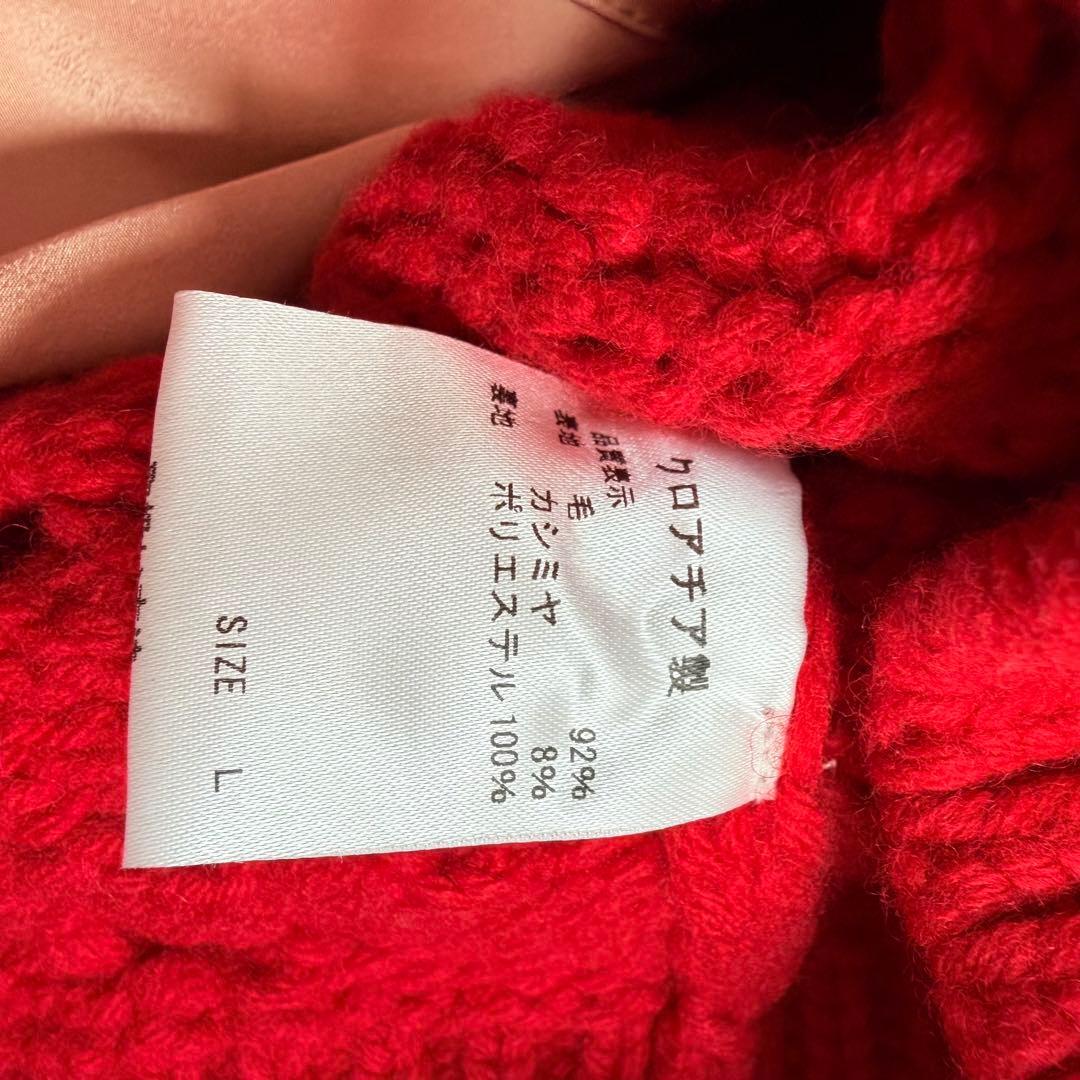 クロアチア製
品質表示
表地 毛 92%
カシミヤ 8%
裏地 ポリエステル 100%
SIZE L